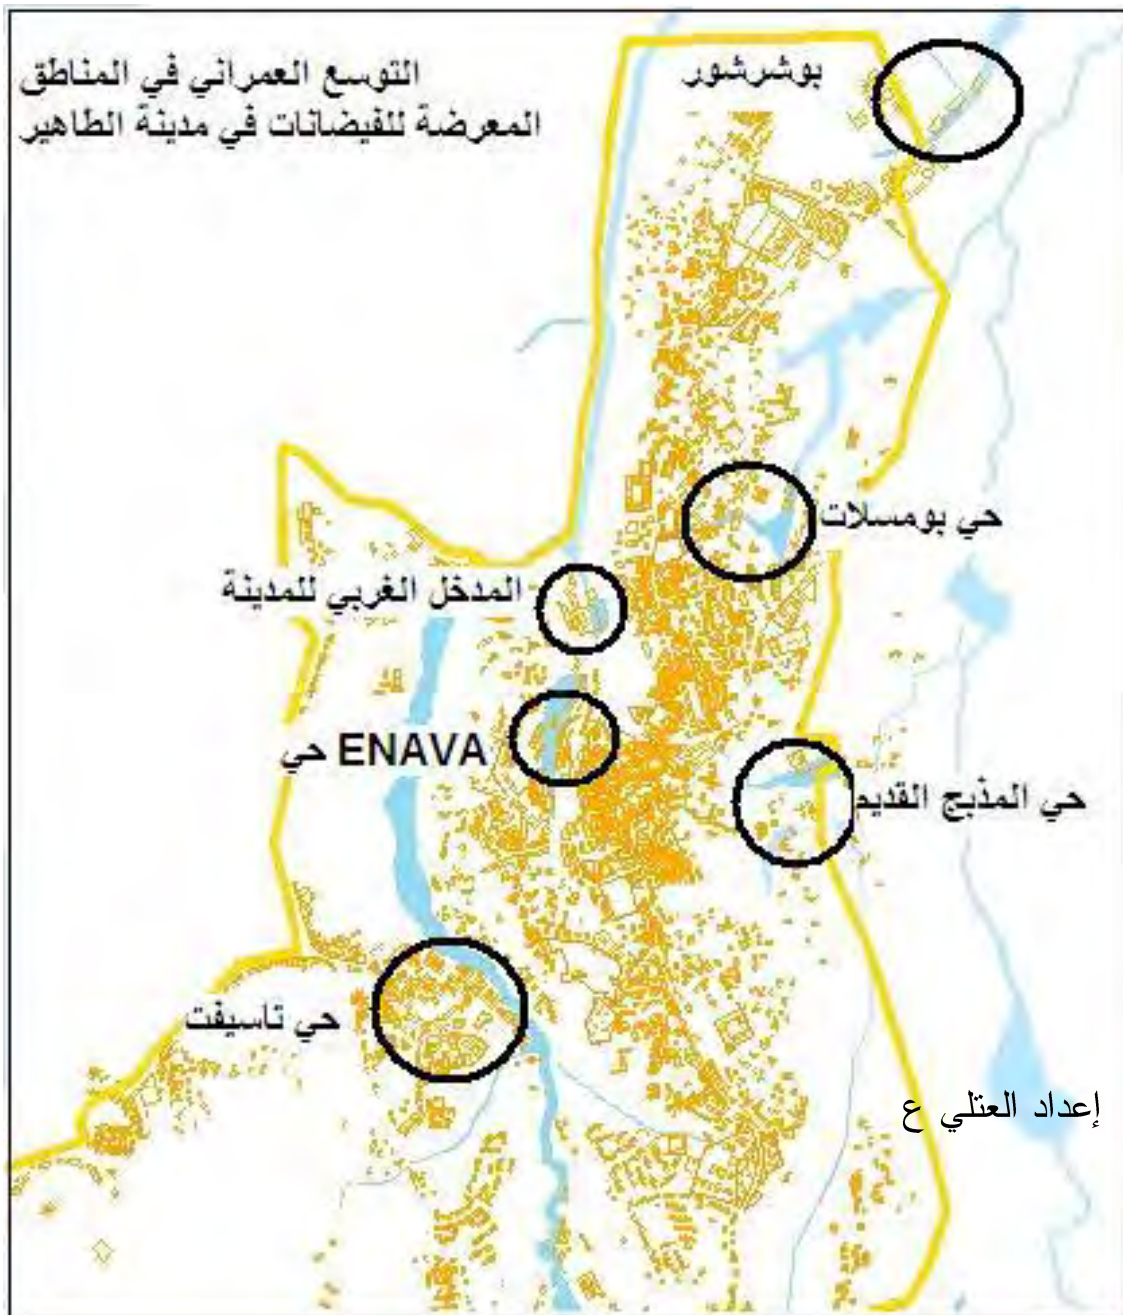 التوسع العمراني في المناطق
المعرضة للفيضانات في مدينة الطاهير
بوشرشور
حي بومسلات
المدخل الغربي للمدينة
حي ENAVA
حي المذبح القديم
حي تاسيفت
إعداد العتلي ع